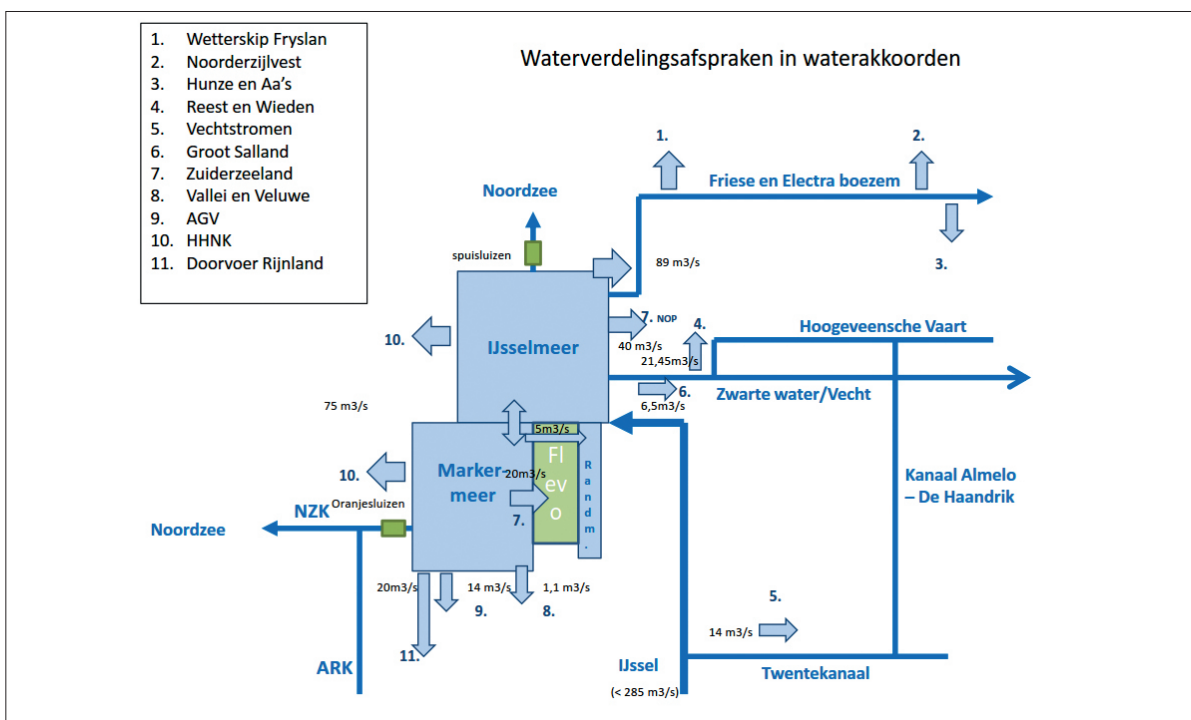 1. Wetterskip Fryslan
2. Noorderzijlvest
3. Hunze en Aa's
4. Reest en Wieden
5. Vechtstromen
6. Groot Salland
7. Zuiderzeeland
8. Vallei en Veluwe
9. AGV
10. HHNK
11. Doorvoer Rijnland
Waterverdelingsafspraken in waterakkoorden
1.
2.
Friese en Electra boezem
Noordzee
spuisluizen
89 m3/s
3.
7. NOP
4.
Hoogeveensche Vaart
10.
IJsselmeer
40 m3/s
21,45m3/s
6.
Zwarte water/Vecht
75 m3/s
6,5m3/s
5m3/s
Fl
ev
o
R
a
n
d
m
.
10.
Marker-
meer
20m3/s
Kanaal Almelo
– De Haandrik
Oranjesluizen
NZK
7.
Noordzee
20m3/s
14 m3/s
1,1 m3/s
9.
8.
5.
14 m3/s
11.
ARK
IJssel
(< 285 m3/s)
Twentekanaal